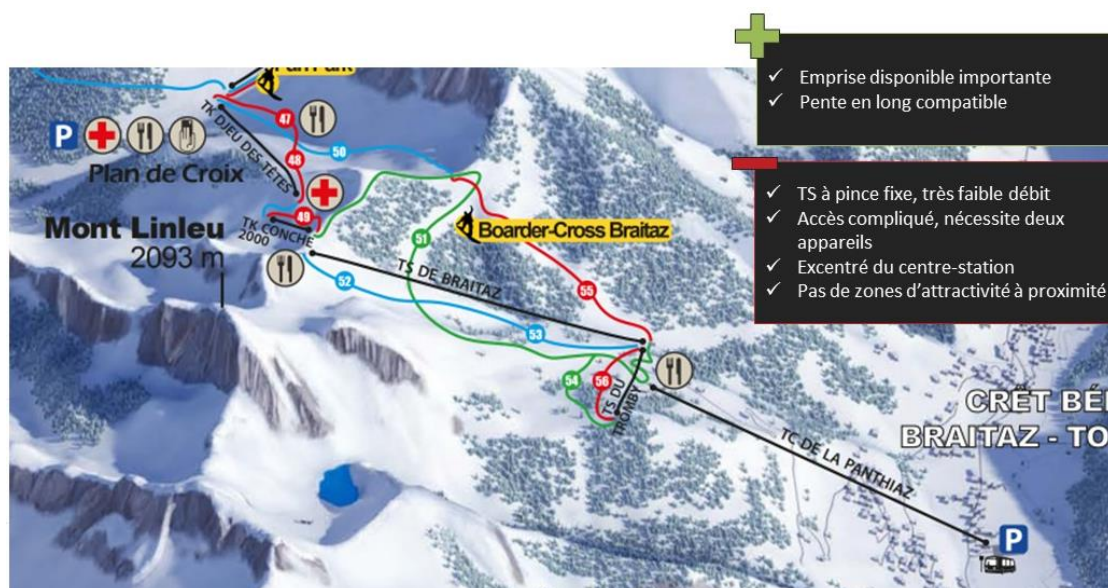 Emprise disponible importante
Pente en long compatible
TS à pince fixe, très faible débit
Accès compliqué, nécessite deux
appareils
Excentré du centre-station
Pas de zones d'attractivité à proximité
TK DJEU DES TÊTES
47
48
50
P
Plan de Croix
49
TK CONCHE
2000
Mont Linleu
2093 m
51
Boarder-Cross Braitaz
TS DE BRAITAZ
52
53
55
54
56
TS DU
TROMBY
CRÊT BÉ
BRAITAZ - TO
TC DE LA PANTHIAZ
P